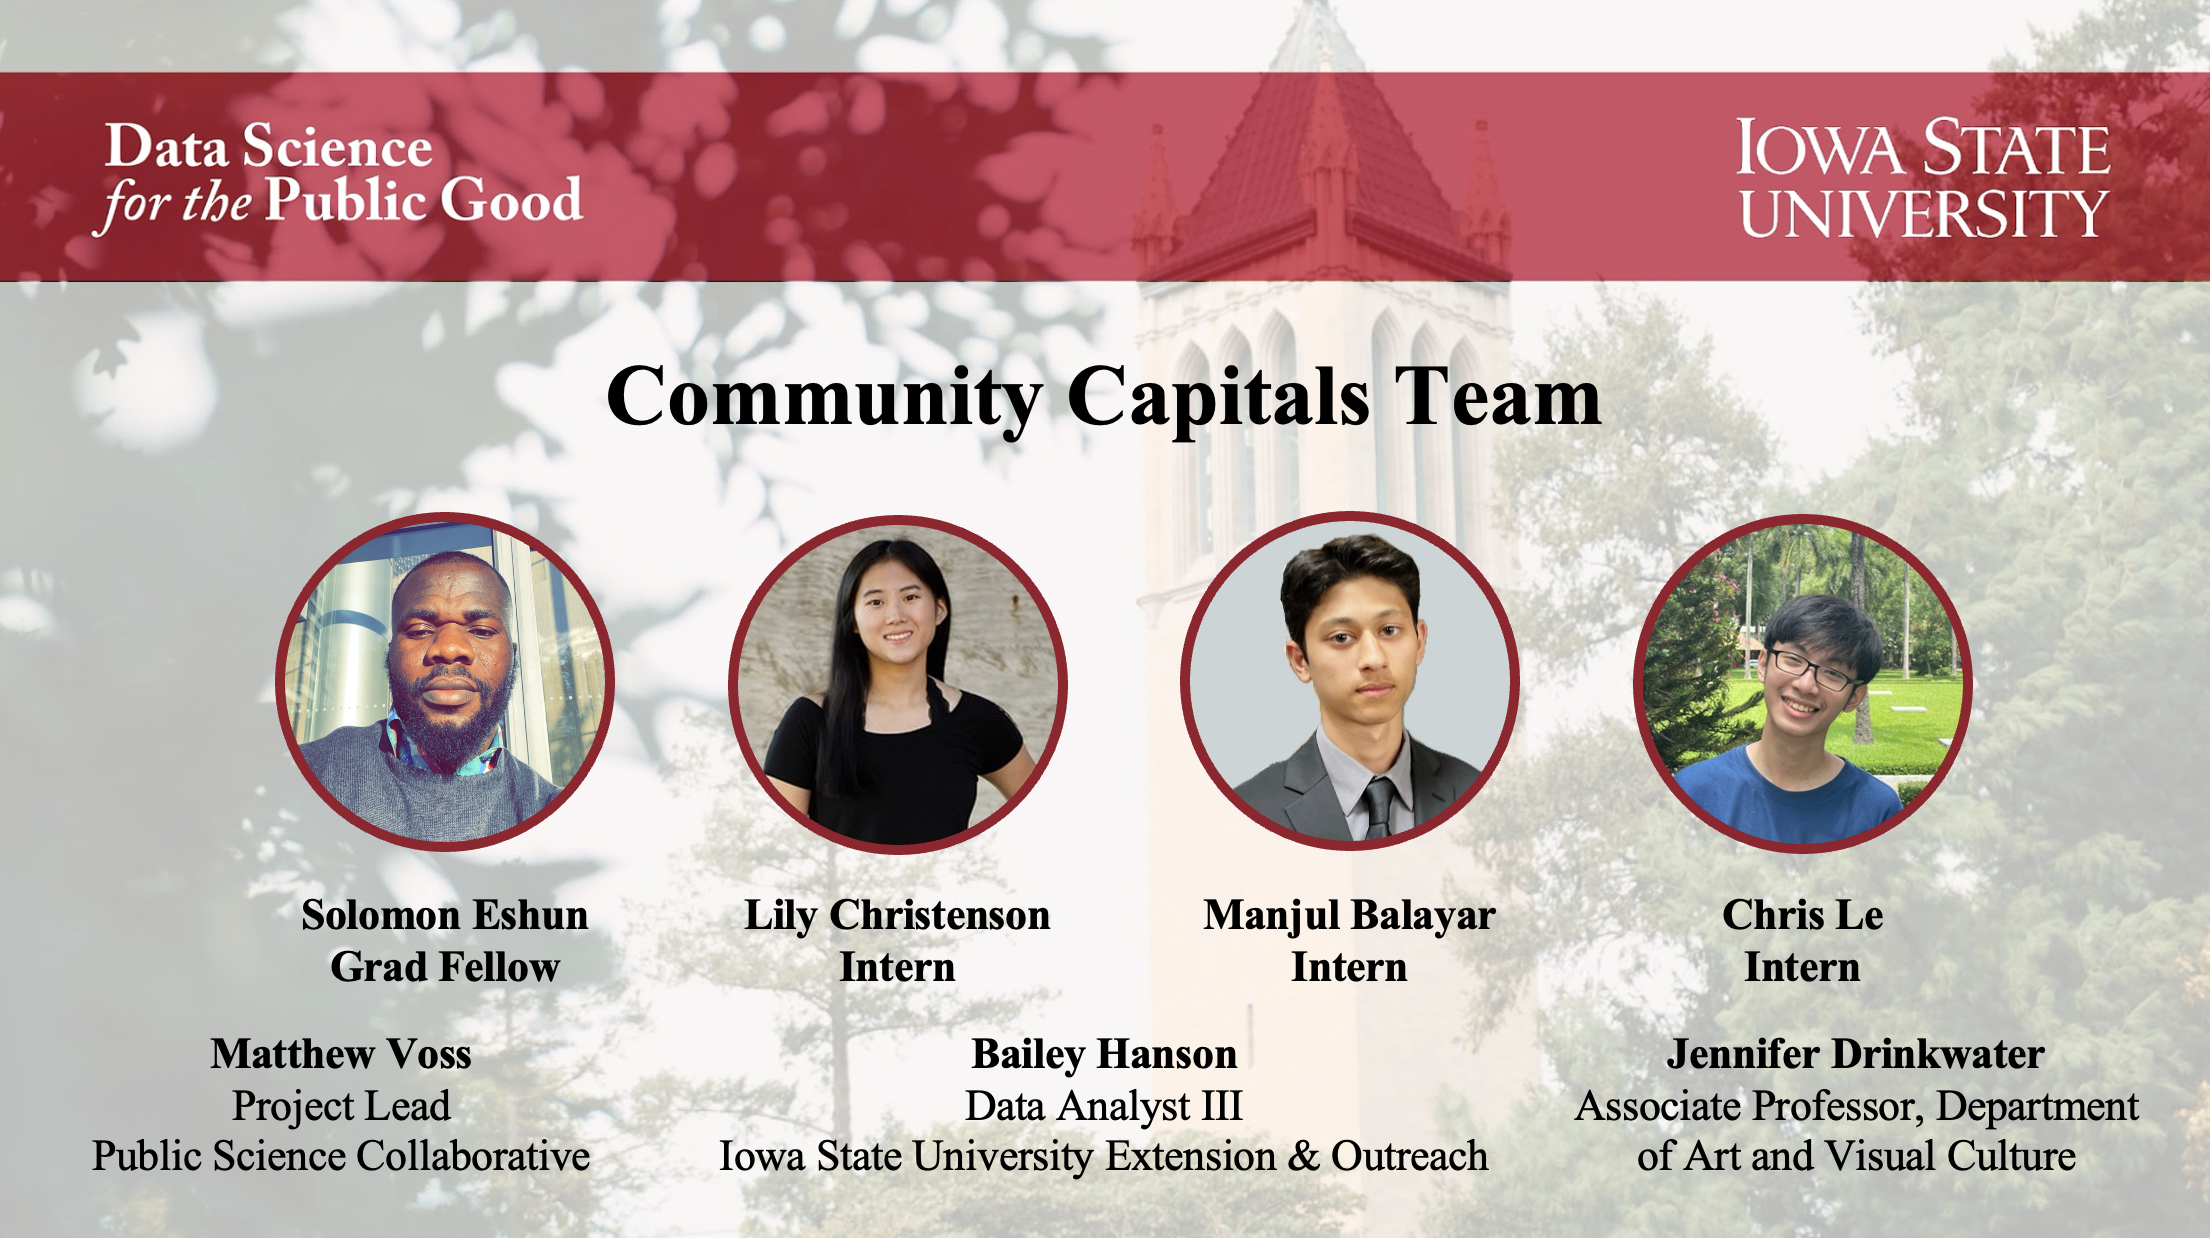 Data Science
for the Public Good
IOWA STATE
UNIVERSITY
Community Capitals Team
Solomon Eshun
Grad Fellow
Lily Christenson
Intern
Manjul Balayar
Intern
Chris Le
Intern
Matthew Voss
Project Lead
Public Science Collaborative
Bailey Hanson
Data Analyst III
Iowa State University Extension & Outreach
Jennifer Drinkwater
Associate Professor, Department
of Art and Visual Culture